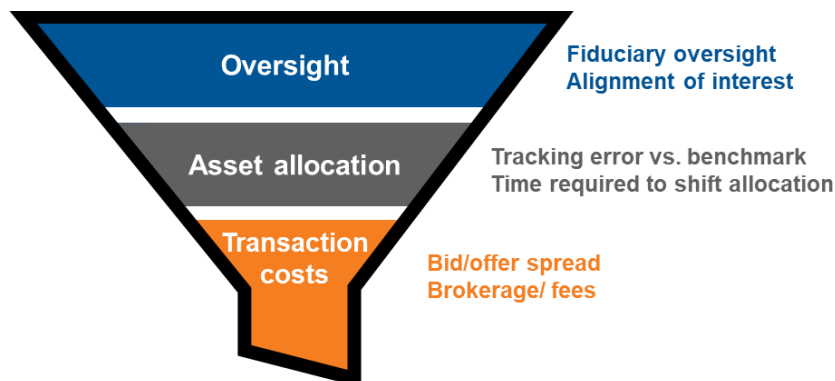 Oversight
Fiduciary oversight
Alignment of interest
Asset allocation
Tracking error vs. benchmark
Time required to shift allocation
Transaction
costs
Bid/offer spread
Brokerage/ fees